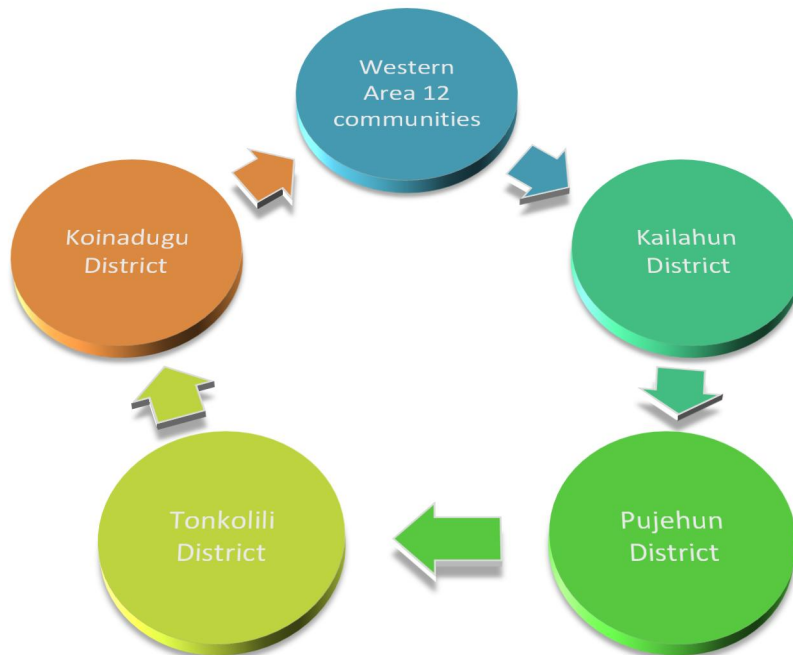 Western
Area 12
communities
Kailahun
District
Pujehun
District
Tonkolili
District
Koinadugu
District